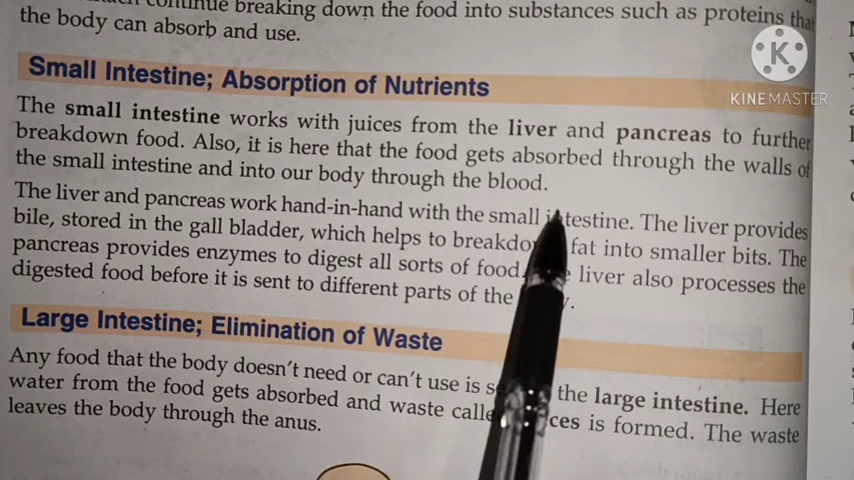 continue breaking down the food into substances such as proteins that
the body can absorb and use.
Small Intestine; Absorption of Nutrients
The small intestine works with juices from the liver and pancreas to further
breakdown food. Also, it is here that the food gets absorbed through the walls of
the small intestine and into our body through the blood.
The liver and pancreas work hand-in-hand with the small intestine. The liver provides
bile, stored in the gall bladder, which helps to fat into smaller bits. The
pancreas provides enzymes to digest all sorts of food. liver also processes the
digested food before it is sent to different parts of the
Large Intestine; Elimination of Waste
Any food that the body doesn't need or can't use is the large intestine. Here
water from the food gets absorbed and waste is formed. The waste
leaves the body through the anus.
KINEMASTER